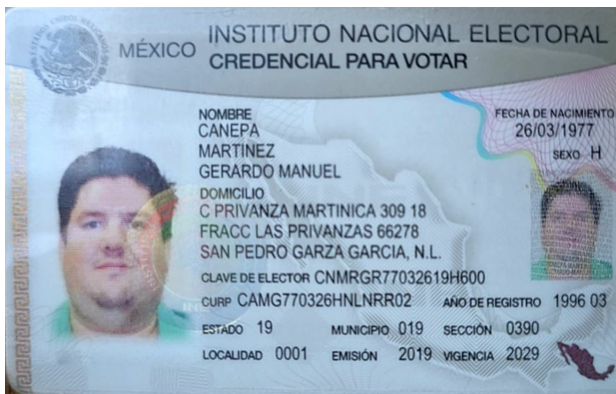 MÉXICO
INSTITUTO NACIONAL ELECTORAL
CREDENCIAL PARA VOTAR
NOMBRE
CANEPA
MARTINEZ
GERARDO MANUEL
FECHA DE NACIMIENTO
26/03/1977
SEXO H
DOMICILIO
C PRIVANZA MARTINICA 309 18
FRACC LAS PRIVANZAS 66278
SAN PEDRO GARZA GARCIA, N.L.
CLAVE DE ELECTOR CNMRGR77032619H600
CURP CAMG770326HNLNRR02 AÑO DE REGISTRO 1996 03
ESTADO 19 MUNICIPIO 019 SECCIÓN 0390
LOCALIDAD 0001 EMISIÓN 2019 VIGENCIA 2029